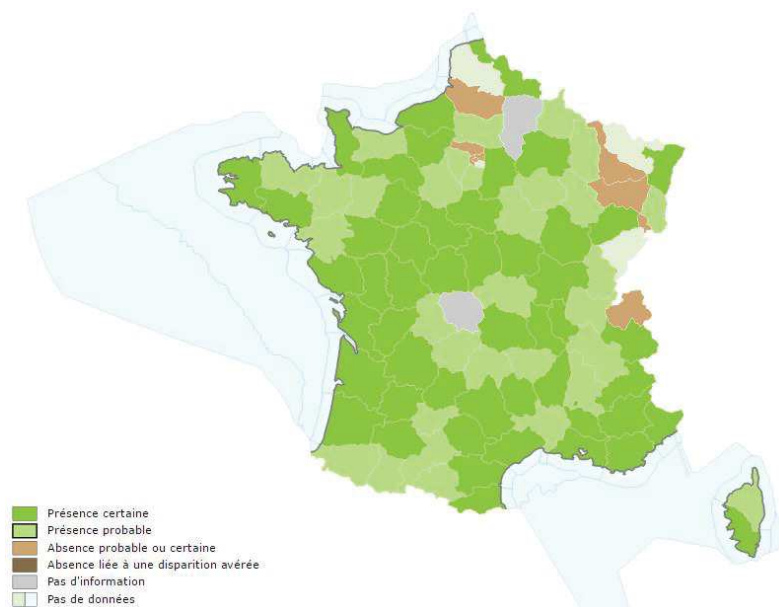 Présence certaine
Présence probable
Absence probable ou certaine
Absence liée à une disparition avérée
Pas d'information
Pas de données